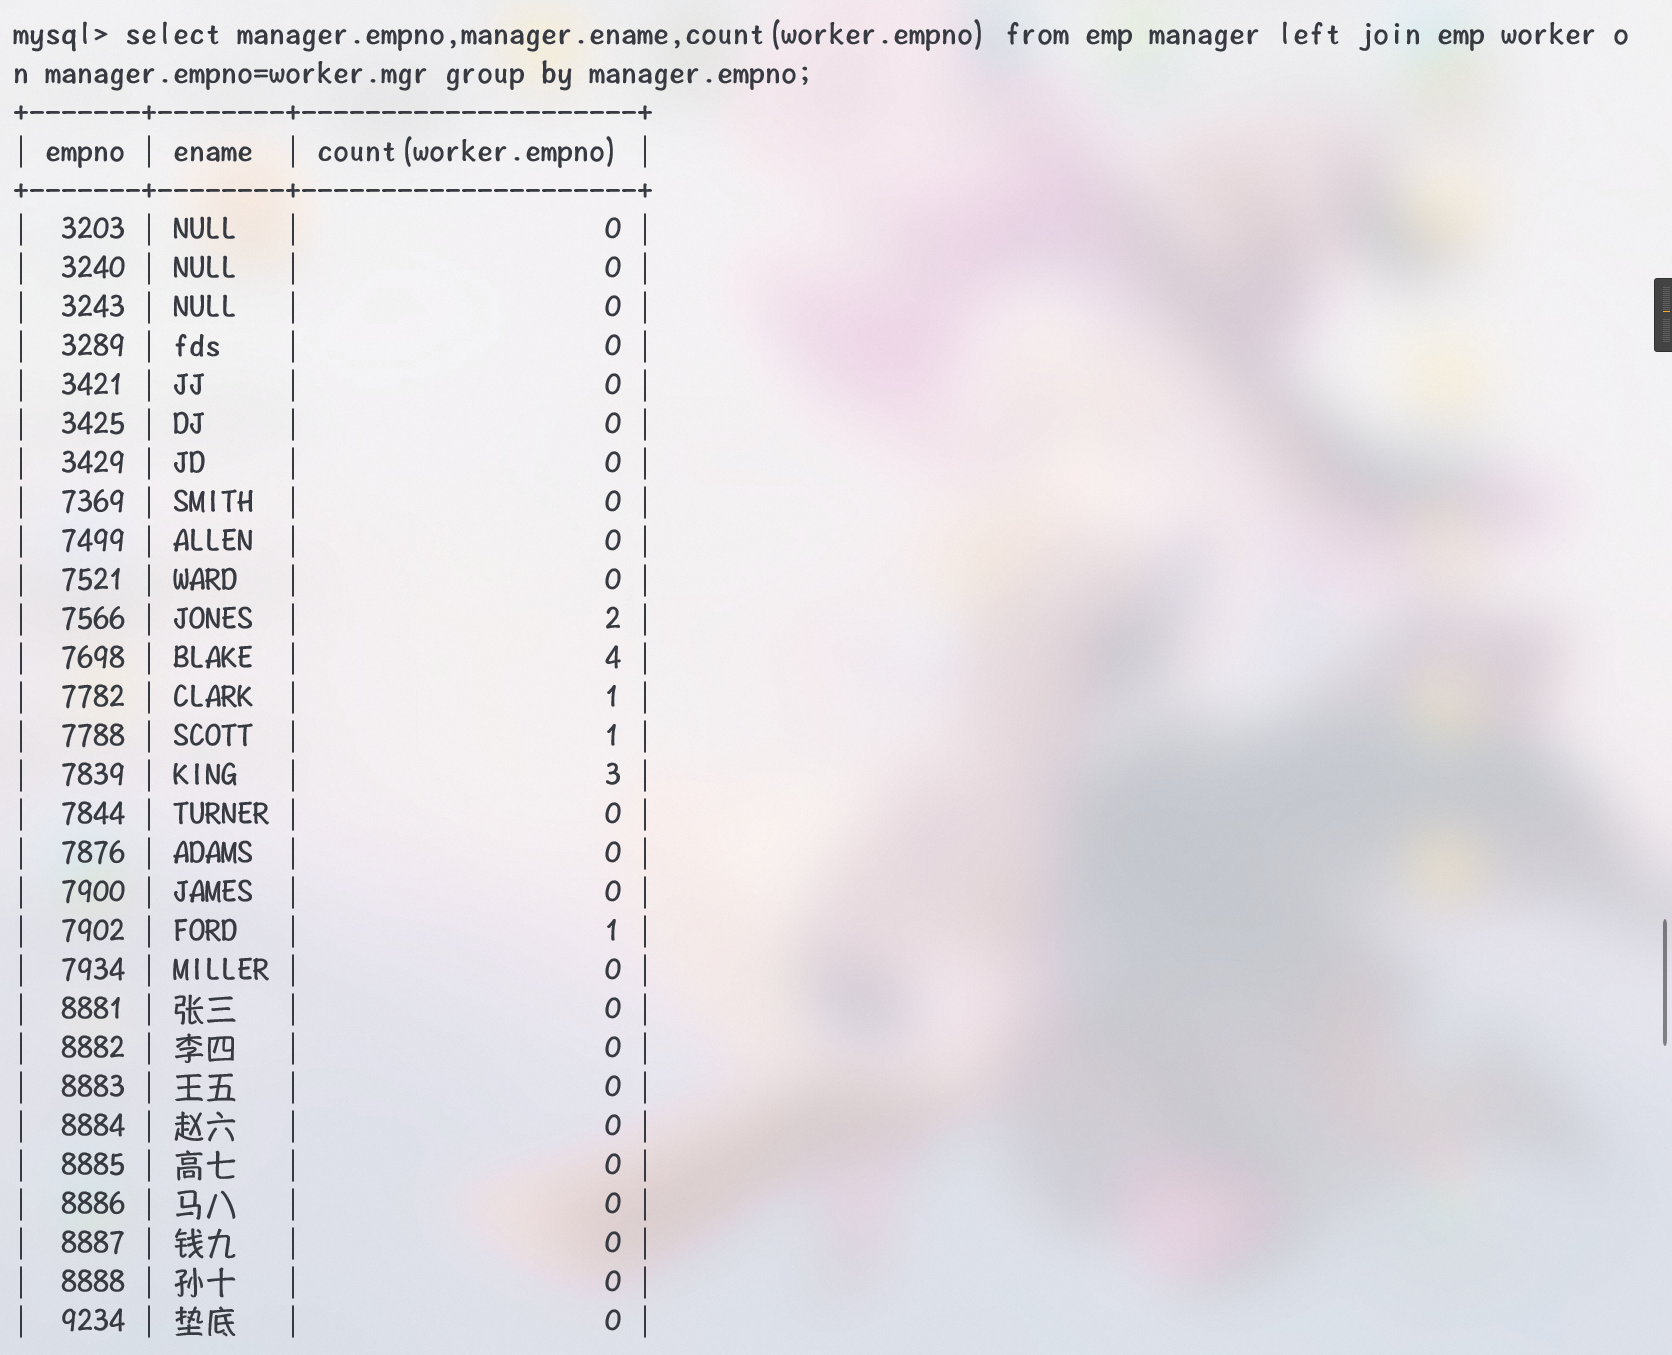 mysql> select manager.empno,manager.ename,count(worker.empno) from emp manager left join emp worker o
n manager.empno=worker.mgr group by manager.empno;
+-------+--------+---------------------+
| empno | ename  | count(worker.empno) |
+-------+--------+---------------------+
|  3203 | NULL   |                   0 |
|  3240 | NULL   |                   0 |
|  3243 | NULL   |                   0 |
|  3289 | fds    |                   0 |
|  3421 | JJ     |                   0 |
|  3425 | DJ     |                   0 |
|  3429 | JD     |                   0 |
|  7369 | SMITH  |                   0 |
|  7499 | ALLEN  |                   0 |
|  7521 | WARD   |                   0 |
|  7566 | JONES  |                   2 |
|  7698 | BLAKE  |                   4 |
|  7782 | CLARK  |                   1 |
|  7788 | SCOTT  |                   1 |
|  7839 | KING   |                   3 |
|  7844 | TURNER |                   0 |
|  7876 | ADAMS  |                   0 |
|  7900 | JAMES  |                   0 |
|  7902 | FORD   |                   1 |
|  7934 | MILLER |                   0 |
|  8881 | 张三   |                   0 |
|  8882 | 李四   |                   0 |
|  8883 | 王五   |                   0 |
|  8884 | 赵六   |                   0 |
|  8885 | 高七   |                   0 |
|  8886 | 马八   |                   0 |
|  8887 | 钱九   |                   0 |
|  8888 | 孙十   |                   0 |
|  9234 | 垫底   |                   0 |